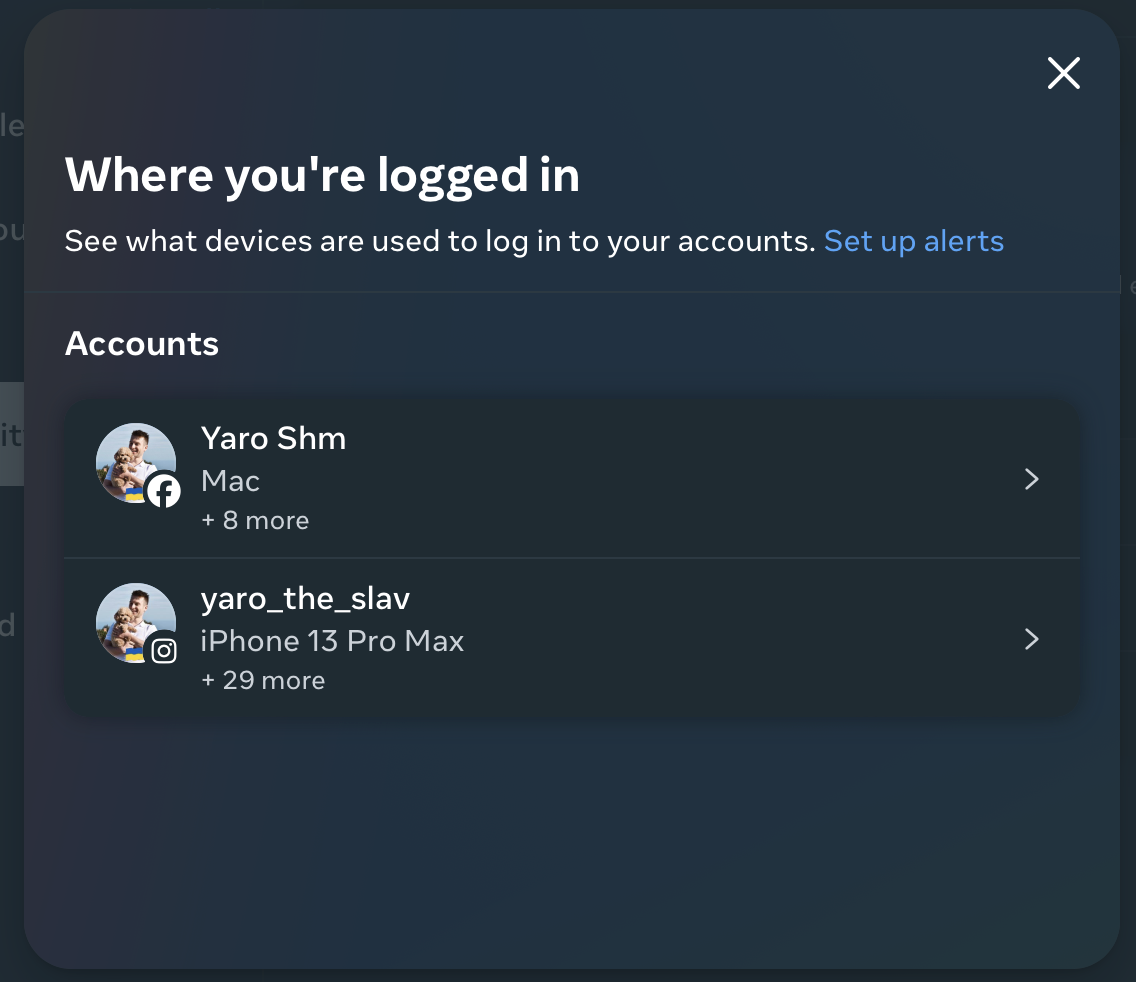 Where you're logged in
See what devices are used to log in to your accounts. Set up alerts
Accounts
Yaro Shm
Mac
+ 8 more
yaro_the_slav
iPhone 13 Pro Max
+ 29 more